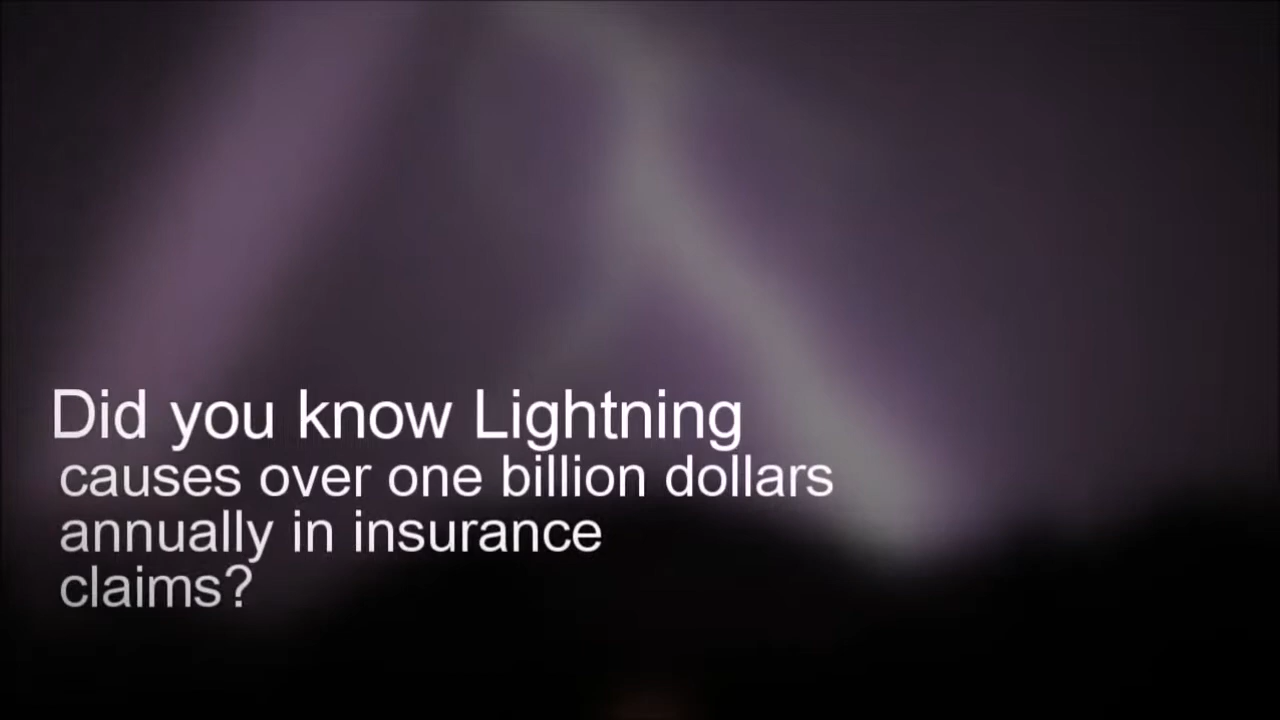 Did you know Lightning
causes over one billion dollars
annually in insurance
claims?